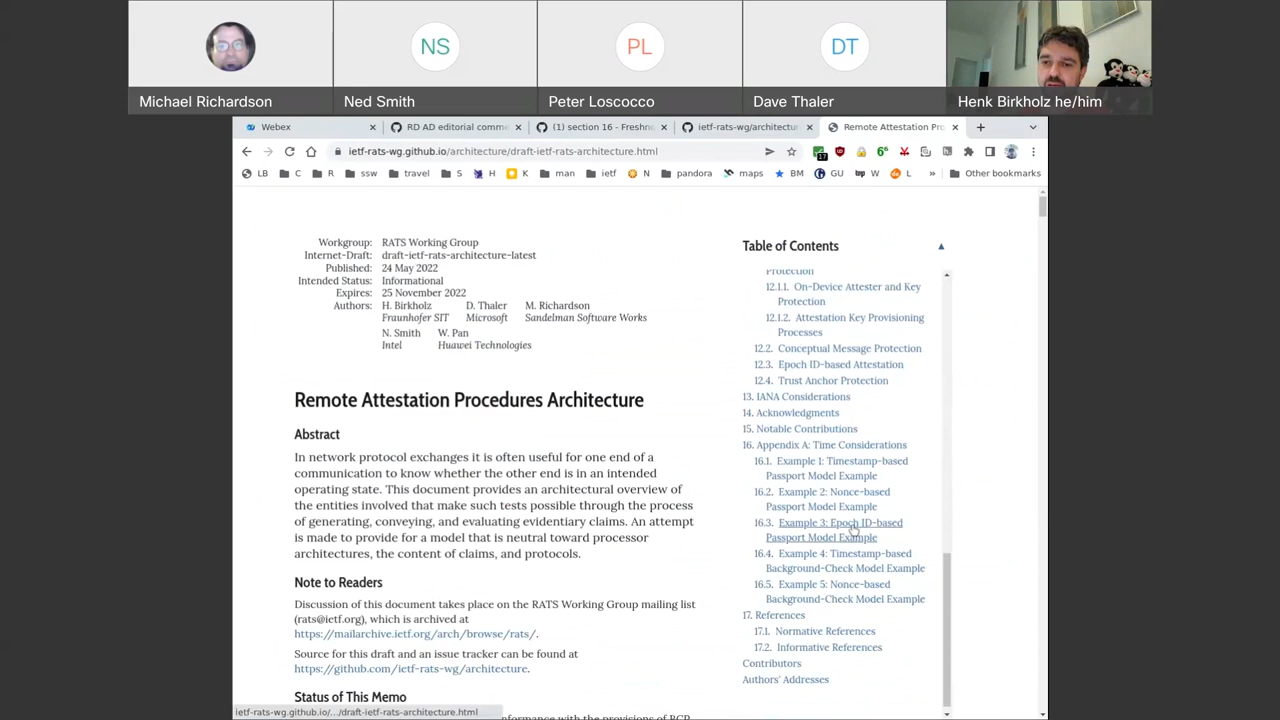 NS
PL
DT
Michael Richardson
Ned Smith
Peter Loscocco
Dave Thaler
Henk Birkholz he/him
Webex
RD AD editorial comme
(1) section 16 - Freshno
ietf-rats-wg/architectu
Remote Attestation Pro
ietf-rats-wg.github.io/architecture/draft-ietf-rats-architecture.html
17
6
LB
C
R
ssw
travel
S
H
K
man
ietf
N
pandora
maps
BM
GU
W
L
»
Other bookmarks
Workgroup: RATS Working Group
Internet-Draft: draft-ietf-rats-architecture-latest
Published: 24 May 2022
Intended Status: Informational
Expires: 25 November 2022
Authors: H. Birkholz D. Thaler M. Richardson
Fraunhofer SIT Microsoft Sandelman Software Works
N. Smith W. Pan
Intel Huawei Technologies
Remote Attestation Procedures Architecture
Abstract
In network protocol exchanges it is often useful for one end of a
communication to know whether the other end is in an intended
operating state. This document provides an architectural overview of
the entities involved that make such tests possible through the process
of generating, conveying, and evaluating evidentiary claims. An attempt
is made to provide for a model that is neutral toward processor
architectures, the content of claims, and protocols.
Note to Readers
Discussion of this document takes place on the RATS Working Group mailing list
(rats@ietf.org), which is archived at
https://mailarchive.ietf.org/arch/browse/rats/.
Source for this draft and an issue tracker can be found at
https://github.com/ietf-rats-wg/architecture.
Status of This Memo
nformance with the provisions of BCP
Table of Contents
Protection
12.1.1. On-Device Attester and Key
Protection
12.1.2. Attestation Key Provisioning
Processes
12.2. Conceptual Message Protection
12.3. Epoch ID-based Attestation
12.4. Trust Anchor Protection
13. IANA Considerations
14. Acknowledgments
15. Notable Contributions
16. Appendix A: Time Considerations
16.1. Example 1: Timestamp-based
Passport Model Example
16.2. Example 2: Nonce-based
Passport Model Example
16.3. Example 3: Epoch ID-based
Passport Model Example
16.4. Example 4: Timestamp-based
Background-Check Model Example
16.5. Example 5: Nonce-based
Background-Check Model Example
17. References
17.1. Normative References
17.2. Informative References
Contributors
Authors' Addresses
ietf-rats-wg.github.io/.../draft-ietf-rats-architecture.html